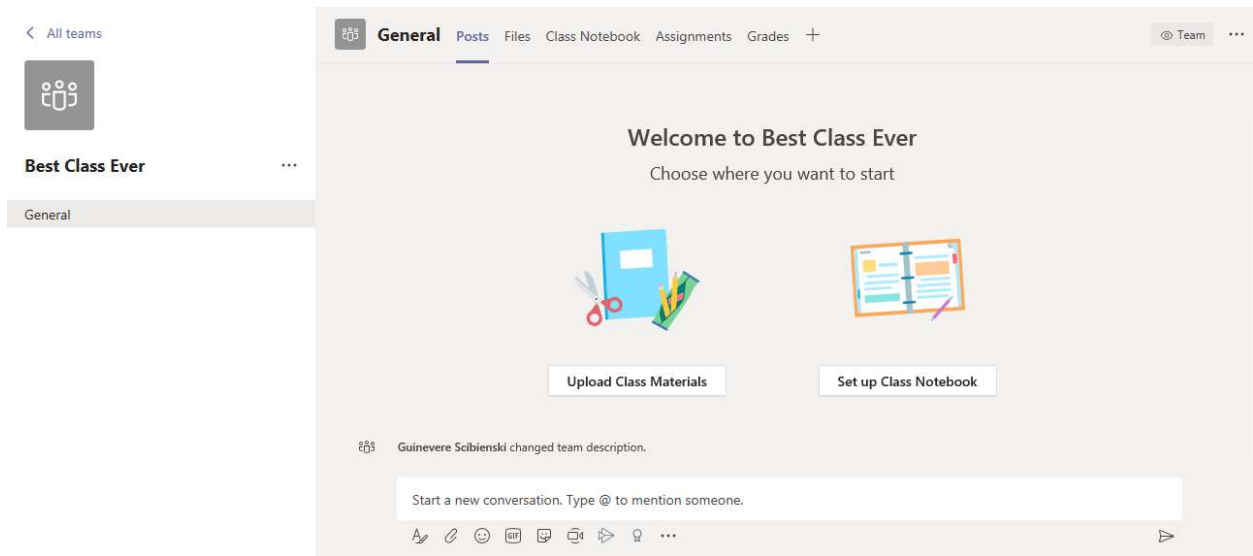 All teams
Best Class Ever
General
General Posts Files Class Notebook Assignments Grades
Team
Welcome to Best Class Ever
Choose where you want to start
Upload Class Materials
Set up Class Notebook
Guinevere Scibienski changed team description.
Start a new conversation. Type @ to mention someone.
GIF